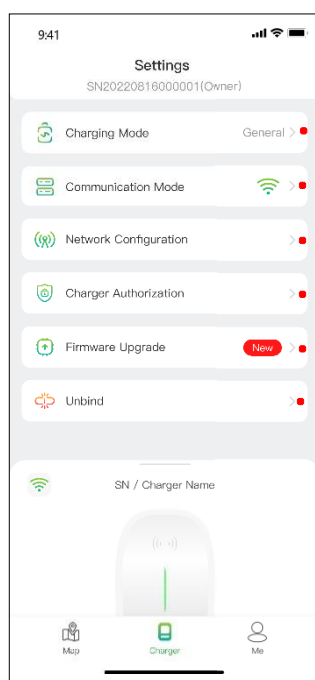 9:41
Settings
SN20220816000001(Owner)
Charging Mode General
Communication Mode
Network Configuration
Charger Authorization
Firmware Upgrade New
Unbind
SN / Charger Name
Map Charger Me